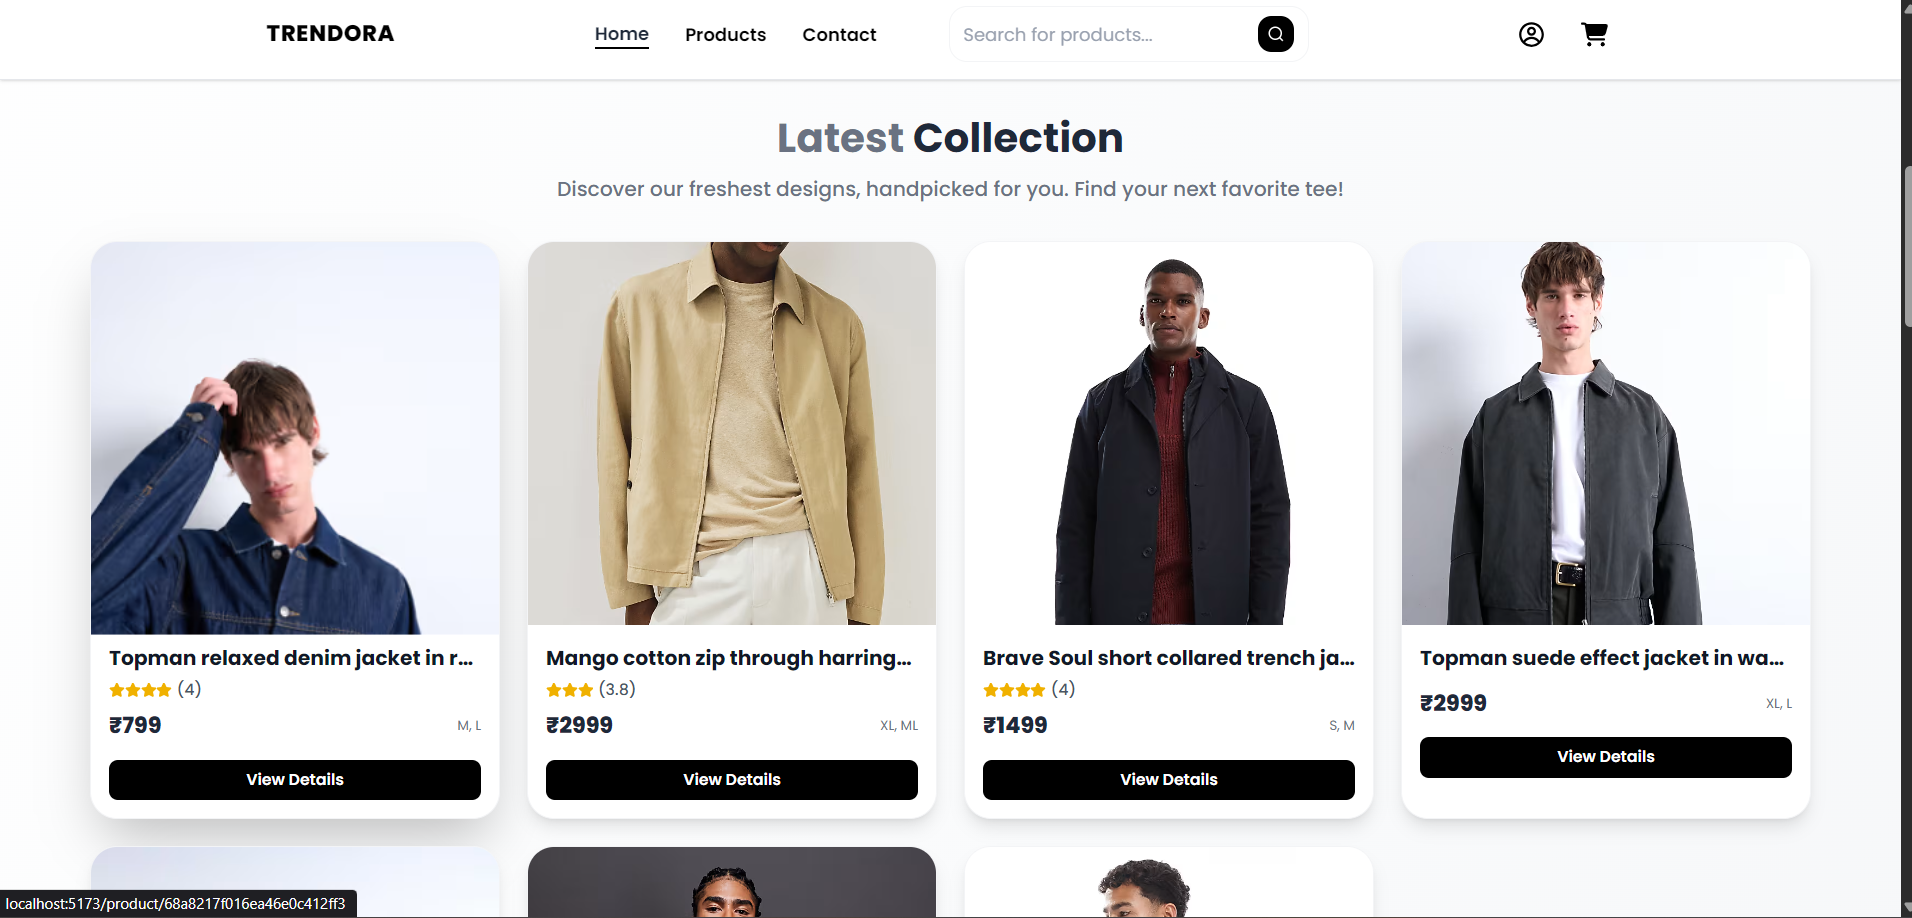 TRENDORA
Home
Products
Contact
Search for products...
Latest Collection
Discover our freshest designs, handpicked for you. Find your next favorite tee!
Topman relaxed denim jacket in r...
(4)
₹799
M, L
View Details
Mango cotton zip through harring...
(3.8)
₹2999
XL, ML
View Details
Brave Soul short collared trench ja...
(4)
₹1499
S, M
View Details
Topman suede effect jacket in wa...
₹2999
XL, L
View Details
localhost:5173/product/68a8217f016ea46e0c412ff3